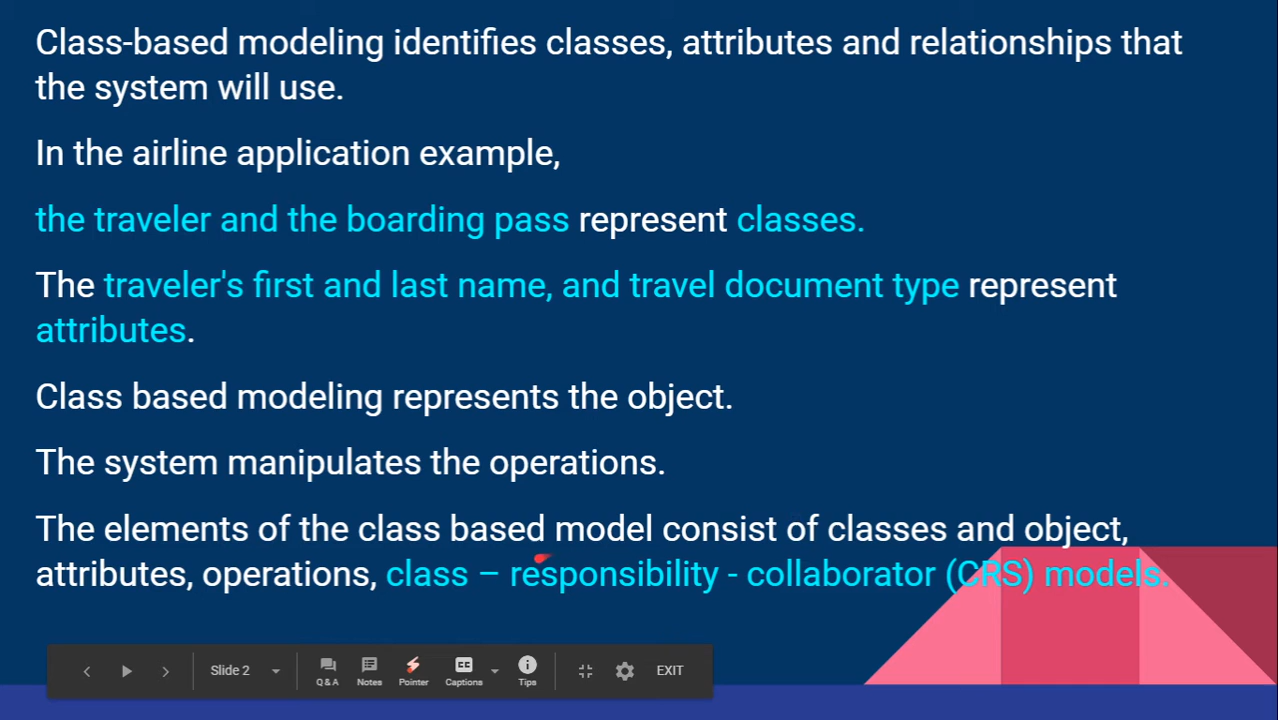 Class-based modeling identifies classes, attributes and relationships that
the system will use.
In the airline application example,
the traveler and the boarding pass represent classes.
The traveler's first and last name, and travel document type represent
attributes.
Class based modeling represents the object.
The system manipulates the operations.
The elements of the class based model consist of classes and object,
attributes, operations, class – responsibility - collaborator (CRS) models.
Slide 2
Q & A
Notes
Pointer
CC
Captions
Tips
EXIT